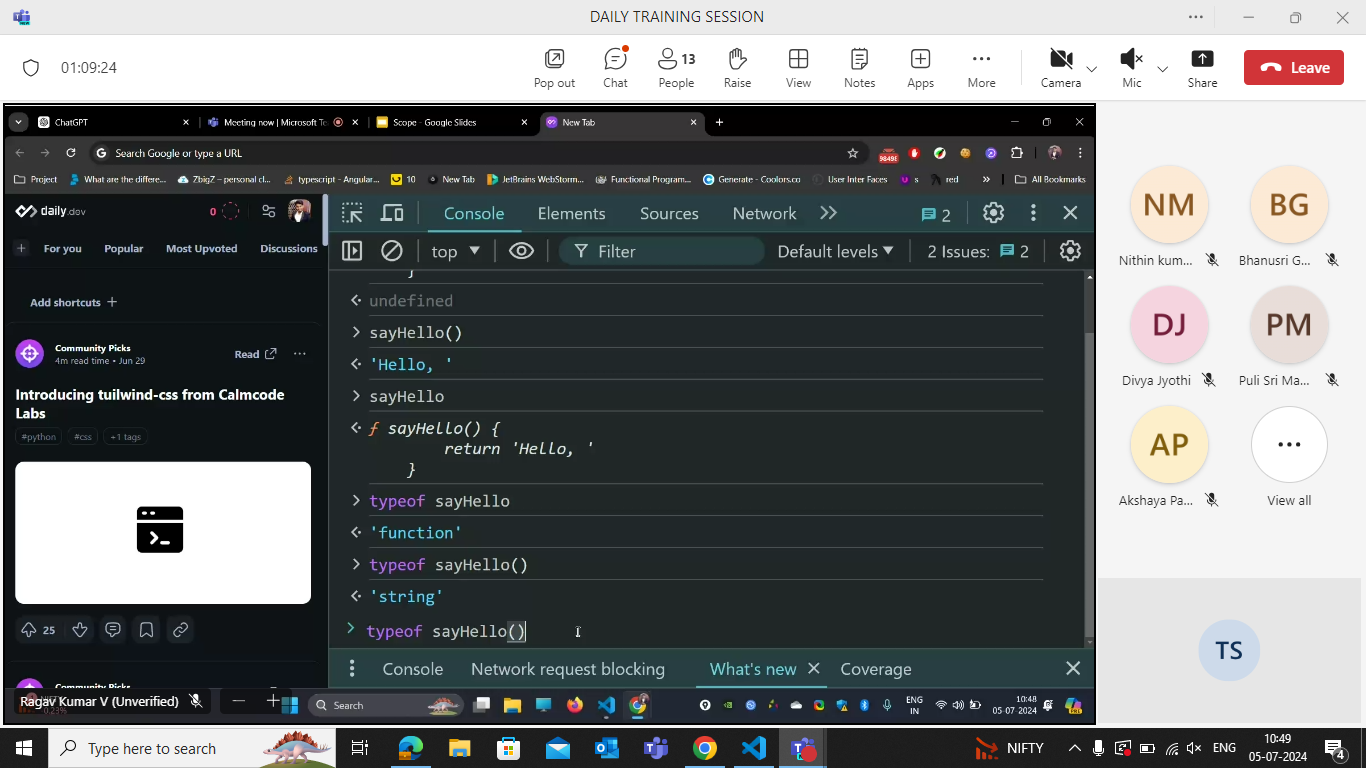 DAILY TRAINING SESSION
01:09:24
Pop out
Chat
13
People
Raise
View
Notes
Apps
More
Camera
Mic
Share
Leave
ChatGPT
Meeting now | Microsoft Te
Scope - Google Slides
New Tab
Search Google or type a URL
Project
What are the differe...
ZbigZ – personal cl...
typescript - Angular...
10
New Tab
JetBrains WebStorm...
Functional Program...
Generate - Coolors.co
User Inter Faces
s
red
»
All Bookmarks
daily.dev
0
For you
Popular
Most Upvoted
Discussions
Add shortcuts +
Community Picks
4m read time • Jun 29
Read
Introducing tuilwind-css from Calmcode
Labs
#python
#css
+1 tags
25
Community Picks
Console
Elements
Sources
Network
2
top
Filter
Default levels
2 Issues:
2
}
undefined
sayHello()
'Hello, '
sayHello
ƒ sayHello() {
return 'Hello, '
}
typeof sayHello
'function'
typeof sayHello()
'string'
typeof sayHello()
Console
Network request blocking
What's new
Coverage
Ragav Kumar V (Unverified)
0.23%
Search
ENG
IN
10:48
05-07-2024
NM
Nithin kum...
BG
Bhanusri G...
DJ
Divya Jyothi
PM
Puli Sri Ma...
AP
Akshaya Pa...
View all
TS
Type here to search
NIFTY
ENG
10:49
05-07-2024
4